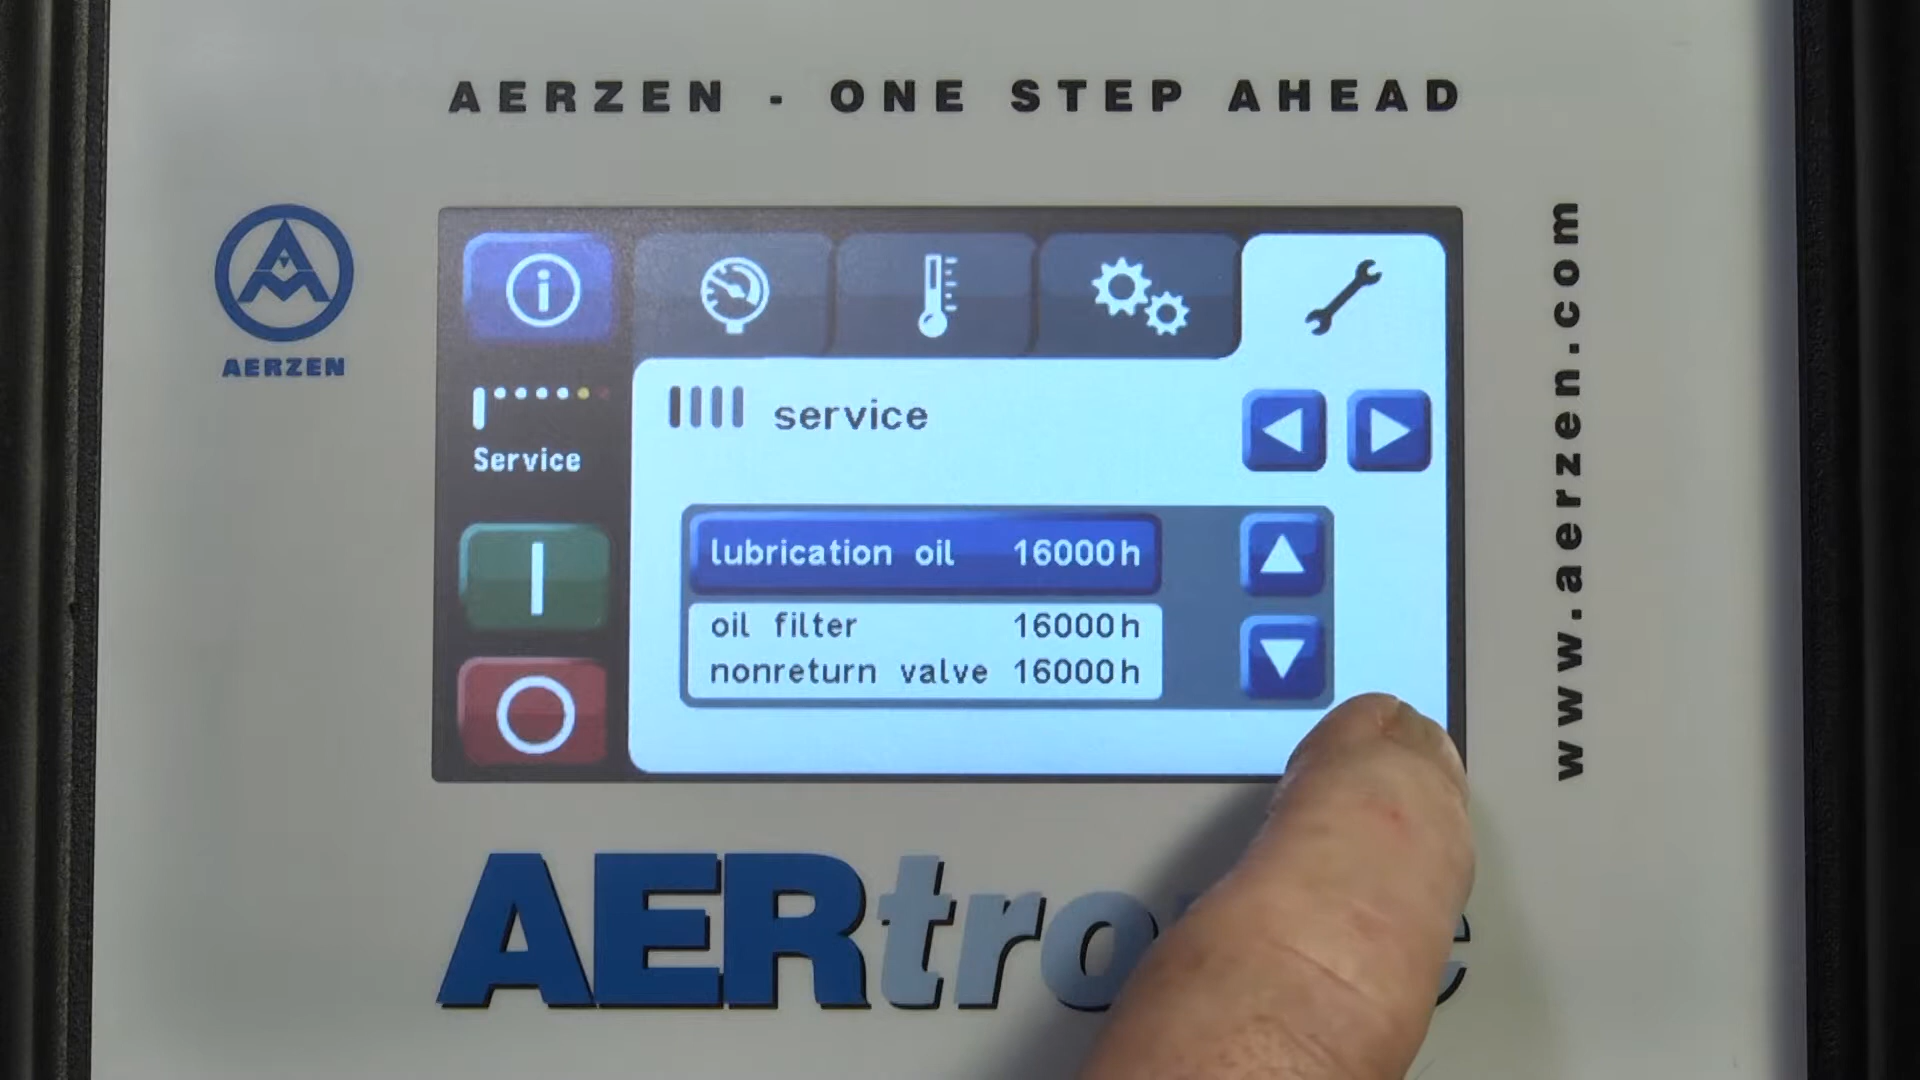 AERZEN - ONE STEP AHEAD
AERZEN
www.aerzen.com
Service
service
lubrication oil 16000h
oil filter 16000h
nonreturn valve 16000h